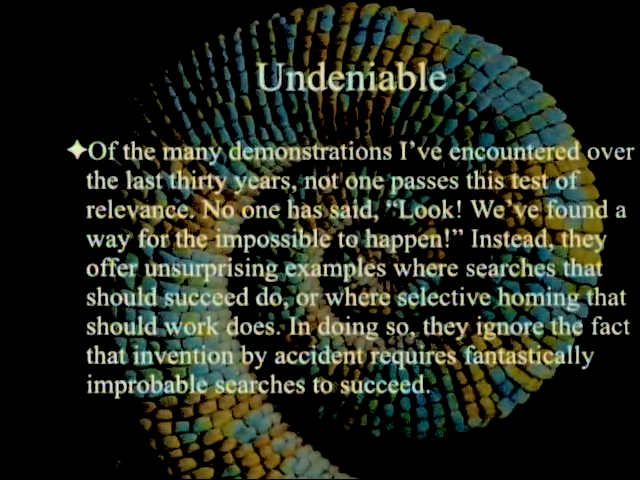 Undeniable
✦Of the many demonstrations I've encountered over
the last thirty years, not one passes this test of
relevance. No one has said, “Look! We've found a
way for the impossible to happen!” Instead, they
offer unsurprising examples where searches that
should succeed do, or where selective homing that
should work does. In doing so, they ignore the fact
that invention by accident requires fantastically
improbable searches to succeed.